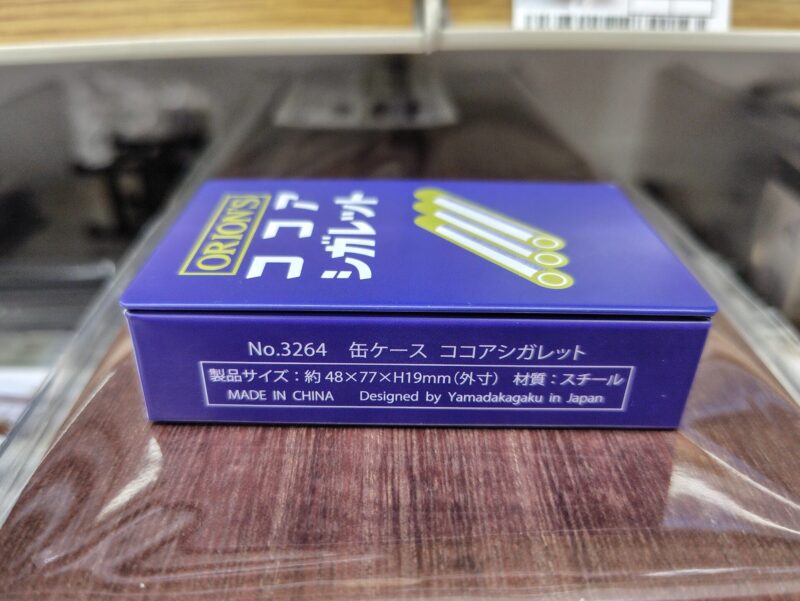 ORION'S
ココア
シガレット
No.3264 缶ケース ココアシガレット
製品サイズ：約 48×77×H19mm（外寸） 材質：スチール
MADE IN CHINA Designed by Yamadakagaku in Japan